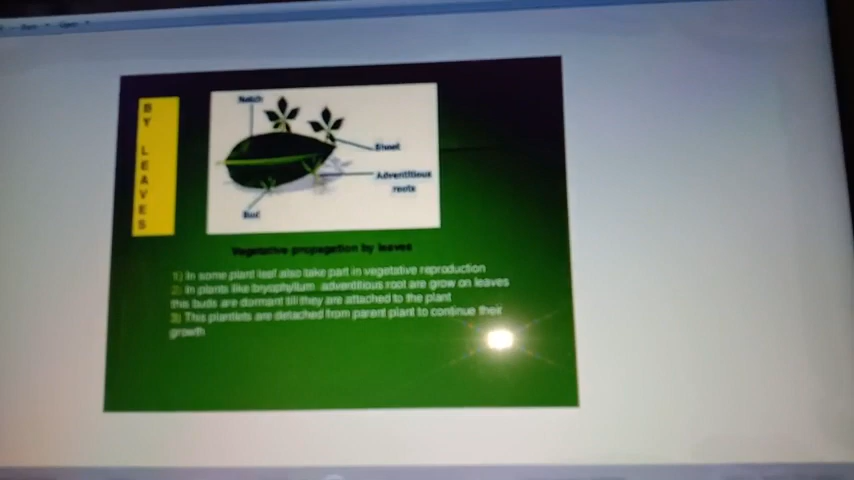 BY LEAVES
Notch
Shoot
Adventitious
roots
Bud
Vegetative propagation by leaves
1) In some plant leaf also take part in vegetative reproduction
2) In plants like bryophyllum adventitious root are grow on leaves
this buds are dormant till they are attached to the plant
3) This plantlets are detached from parent plant to continue their
growth